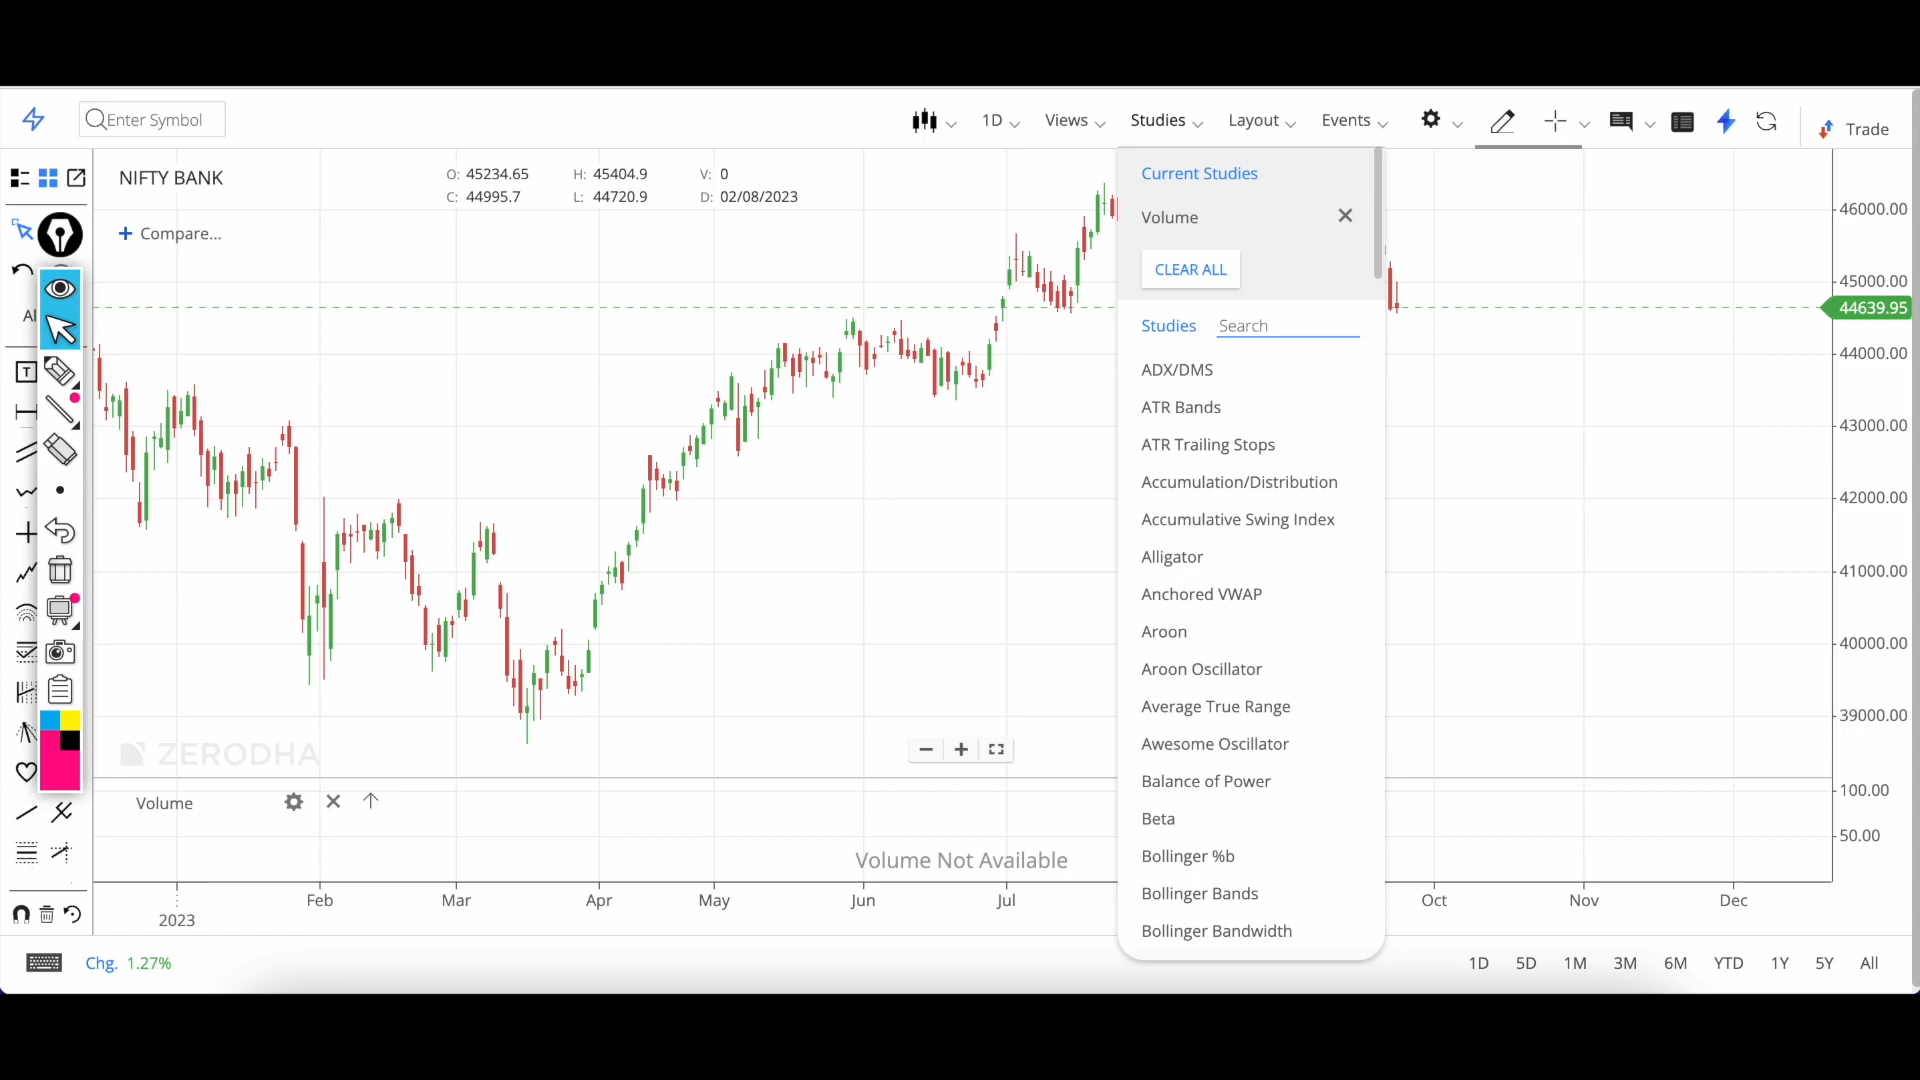 Enter Symbol
1D
Views
Studies
Layout
Events
Trade
NIFTY BANK
O: 45234.65 H: 45404.9 V: 0
C: 44995.7 L: 44720.9 D: 02/08/2023
+ Compare...
Current Studies
Volume
CLEAR ALL
Studies Search
ADX/DMS
ATR Bands
ATR Trailing Stops
Accumulation/Distribution
Accumulative Swing Index
Alligator
Anchored VWAP
Aroon
Aroon Oscillator
Average True Range
Awesome Oscillator
Balance of Power
Beta
Bollinger %b
Bollinger Bands
Bollinger Bandwidth
46000.00
45000.00
44639.95
44000.00
43000.00
42000.00
41000.00
40000.00
39000.00
100.00
50.00
Al
T
ZERODHA
Volume
Volume Not Available
Feb Mar Apr May Jun Jul Oct Nov Dec
2023
Chg. 1.27%
1D 5D 1M 3M 6M YTD 1Y 5Y All